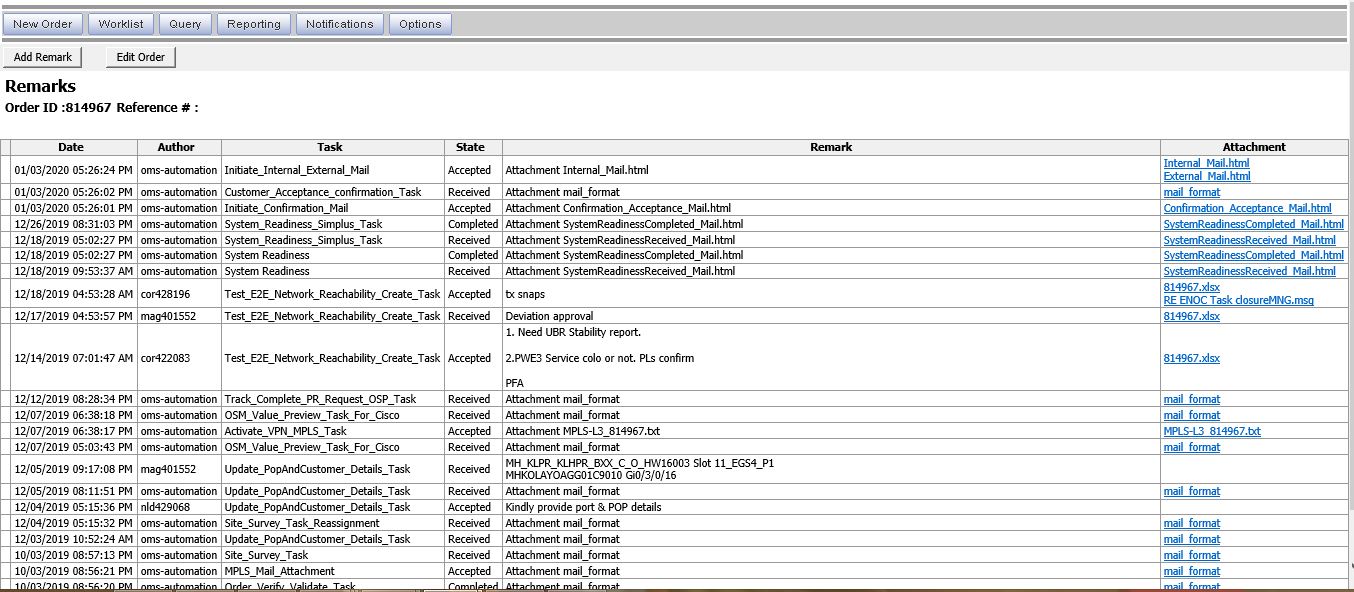 New Order Worklist Query Reporting Notifications Options
Add Remark Edit Order
Remarks
Order ID :814967 Reference # :
Date Author Task State Remark Attachment
01/03/2020 05:26:24 PM oms-automation Initiate_Internal_External_Mail Accepted Attachment Internal_Mail.html Internal_Mail.html
External_Mail.html
01/03/2020 05:26:02 PM oms-automation Customer_Acceptance_confirmation_Task Received Attachment mail_format mail_format
01/03/2020 05:26:01 PM oms-automation Initiate_Confirmation_Mail Accepted Attachment Confirmation_Acceptance_Mail.html Confirmation_Acceptance_Mail.html
12/26/2019 08:31:03 PM oms-automation System_Readiness_Simplus_Task Completed Attachment SystemReadinessCompleted_Mail.html SystemReadinessCompleted_Mail.html
12/18/2019 05:02:27 PM oms-automation System_Readiness_Simplus_Task Received Attachment SystemReadinessReceived_Mail.html SystemReadinessReceived_Mail.html
12/18/2019 05:02:27 PM oms-automation System Readiness Completed Attachment SystemReadinessCompleted_Mail.html SystemReadinessCompleted_Mail.html
12/18/2019 09:53:37 AM oms-automation System Readiness Received Attachment SystemReadinessReceived_Mail.html SystemReadinessReceived_Mail.html
12/18/2019 04:53:28 AM cor428196 Test_E2E_Network_Reachability_Create_Task Accepted tx snaps 814967.xlsx
RE ENOC Task closureMNG.msg
12/17/2019 04:53:57 PM mag401552 Test_E2E_Network_Reachability_Create_Task Received Deviation approval 814967.xlsx
1. Need UBR Stability report.
12/14/2019 07:01:47 AM cor422083 Test_E2E_Network_Reachability_Create_Task Accepted 2.PWE3 Service colo or not. PLs confirm 814967.xlsx
PFA
12/12/2019 08:28:34 PM oms-automation Track_Complete_PR_Request_OSP_Task Received Attachment mail_format mail_format
12/07/2019 06:38:18 PM oms-automation OSM_Value_Preview_Task_For_Cisco Received Attachment mail_format mail_format
12/07/2019 06:38:17 PM oms-automation Activate_VPN_MPLS_Task Accepted Attachment MPLS-L3_814967.txt MPLS-L3_814967.txt
12/07/2019 05:03:43 PM oms-automation OSM_Value_Preview_Task_For_Cisco Received Attachment mail_format mail_format
12/05/2019 09:17:08 PM mag401552 Update_PopAndCustomer_Details_Task Received MH_KLPR_KLHPR_BXX_C_O_HW16003 Slot 11_EGS4_P1
MHKOLAYOAGG01C9010 Gi0/3/0/16
12/05/2019 08:11:51 PM oms-automation Update_PopAndCustomer_Details_Task Received Attachment mail_format mail_format
12/04/2019 05:15:36 PM nld429068 Update_PopAndCustomer_Details_Task Accepted Kindly provide port & POP details
12/04/2019 05:15:32 PM oms-automation Site_Survey_Task_Reassignment Received Attachment mail_format mail_format
12/03/2019 10:52:24 AM oms-automation Update_PopAndCustomer_Details_Task Received Attachment mail_format mail_format
10/03/2019 08:57:13 PM oms-automation Site_Survey_Task Received Attachment mail_format mail_format
10/03/2019 08:56:21 PM oms-automation MPLS_Mail_Attachment Accepted Attachment mail_format mail_format
10/03/2019 08:56:20 PM oms-automation Order_Verify_Validate_Task Completed Attachment mail_format mail_format